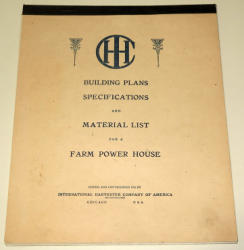 IHC
BUILDING PLANS
SPECIFICATIONS
AND
MATERIAL LIST
FOR A
FARM POWER HOUSE
INTERNATIONAL HARVESTER COMPANY OF AMERICA
CHICAGO U S A